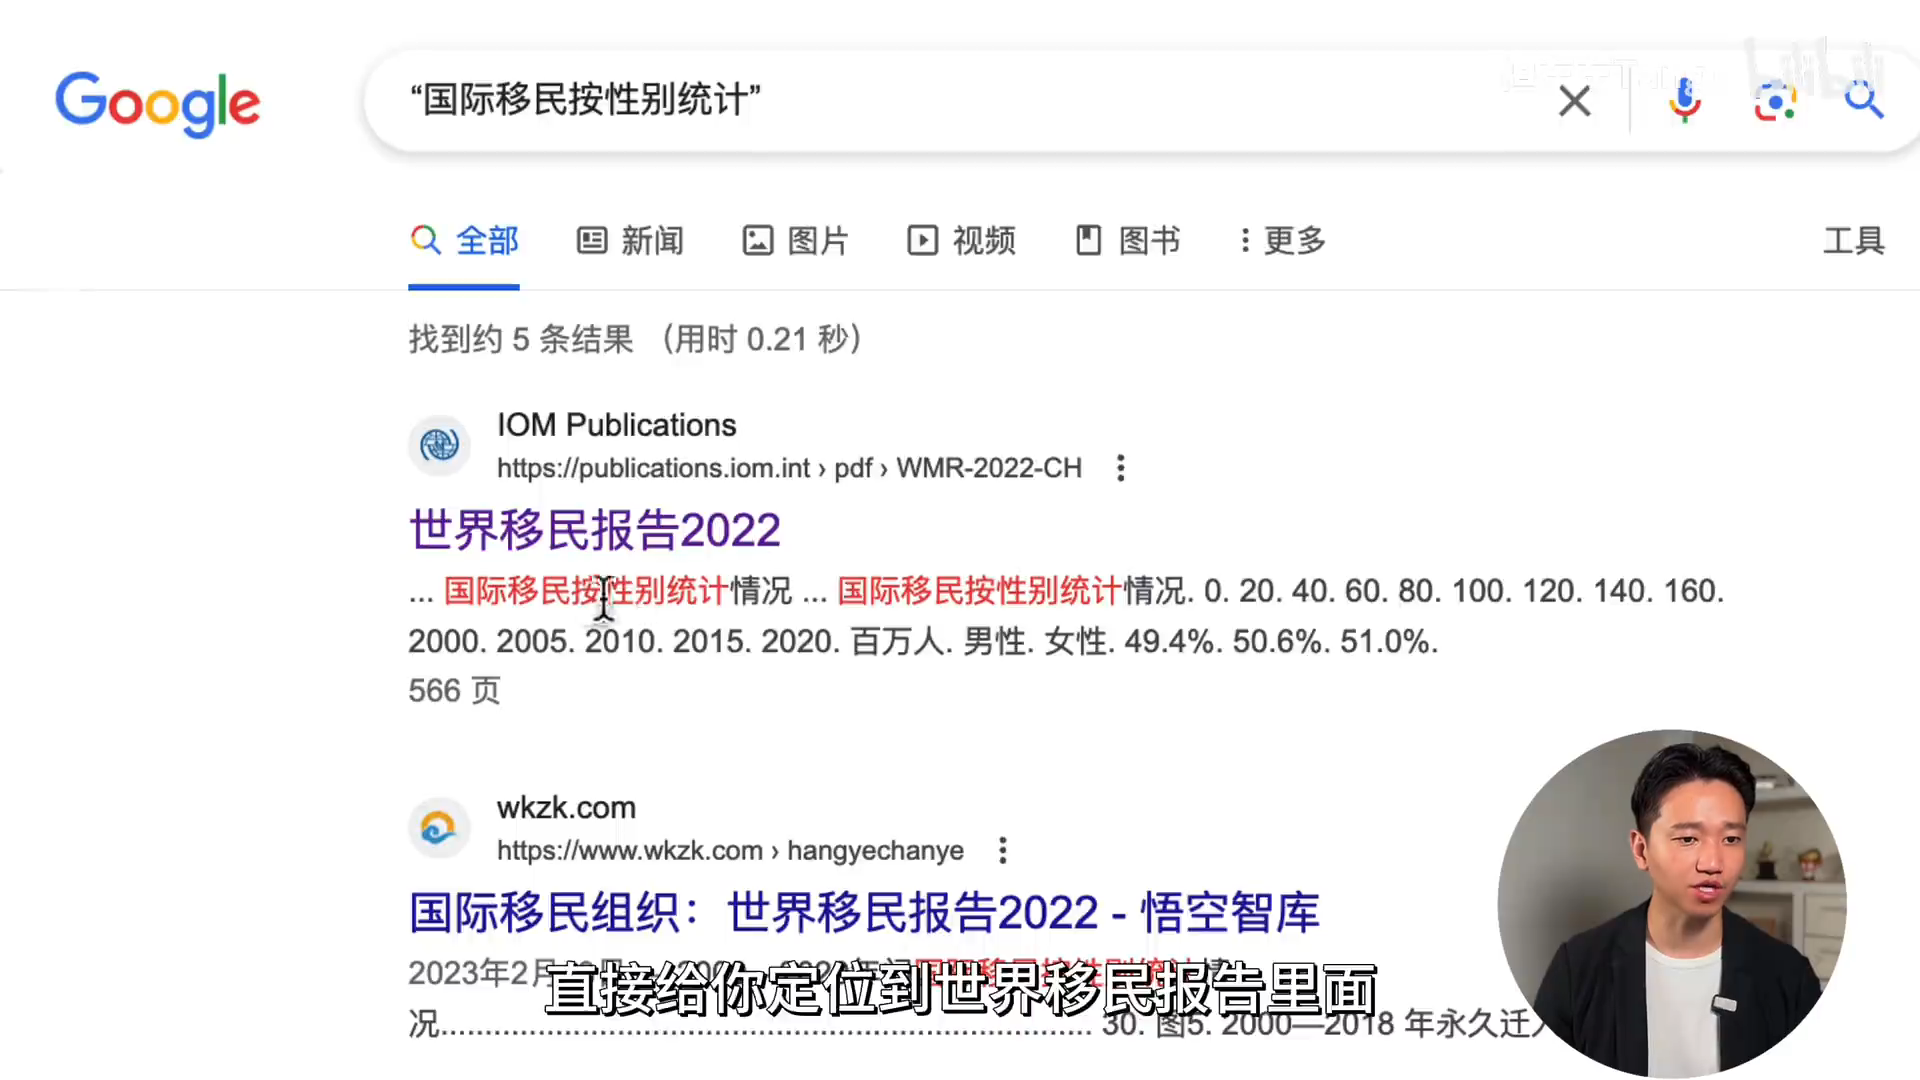 Google
“国际移民按性别统计”
bilibili
全部 新闻 图片 视频 图书 更多 工具
找到约 5 条结果 （用时 0.21 秒）
IOM Publications
https://publications.iom.int › pdf › WMR-2022-CH
世界移民报告2022
... 国际移民按性别统计情况 ... 国际移民按性别统计情况. 0. 20. 40. 60. 80. 100. 120. 140. 160.
2000. 2005. 2010. 2015. 2020. 百万人. 男性. 女性. 49.4%. 50.6%. 51.0%.
566 页
wkzk.com
https://www.wkzk.com › hangyechanye
国际移民组织：世界移民报告2022 - 悟空智库
2023年2月
直接给你定位到世界移民报告里面
况.................................................................... 30. 图5. 2000—2018 年永久迁